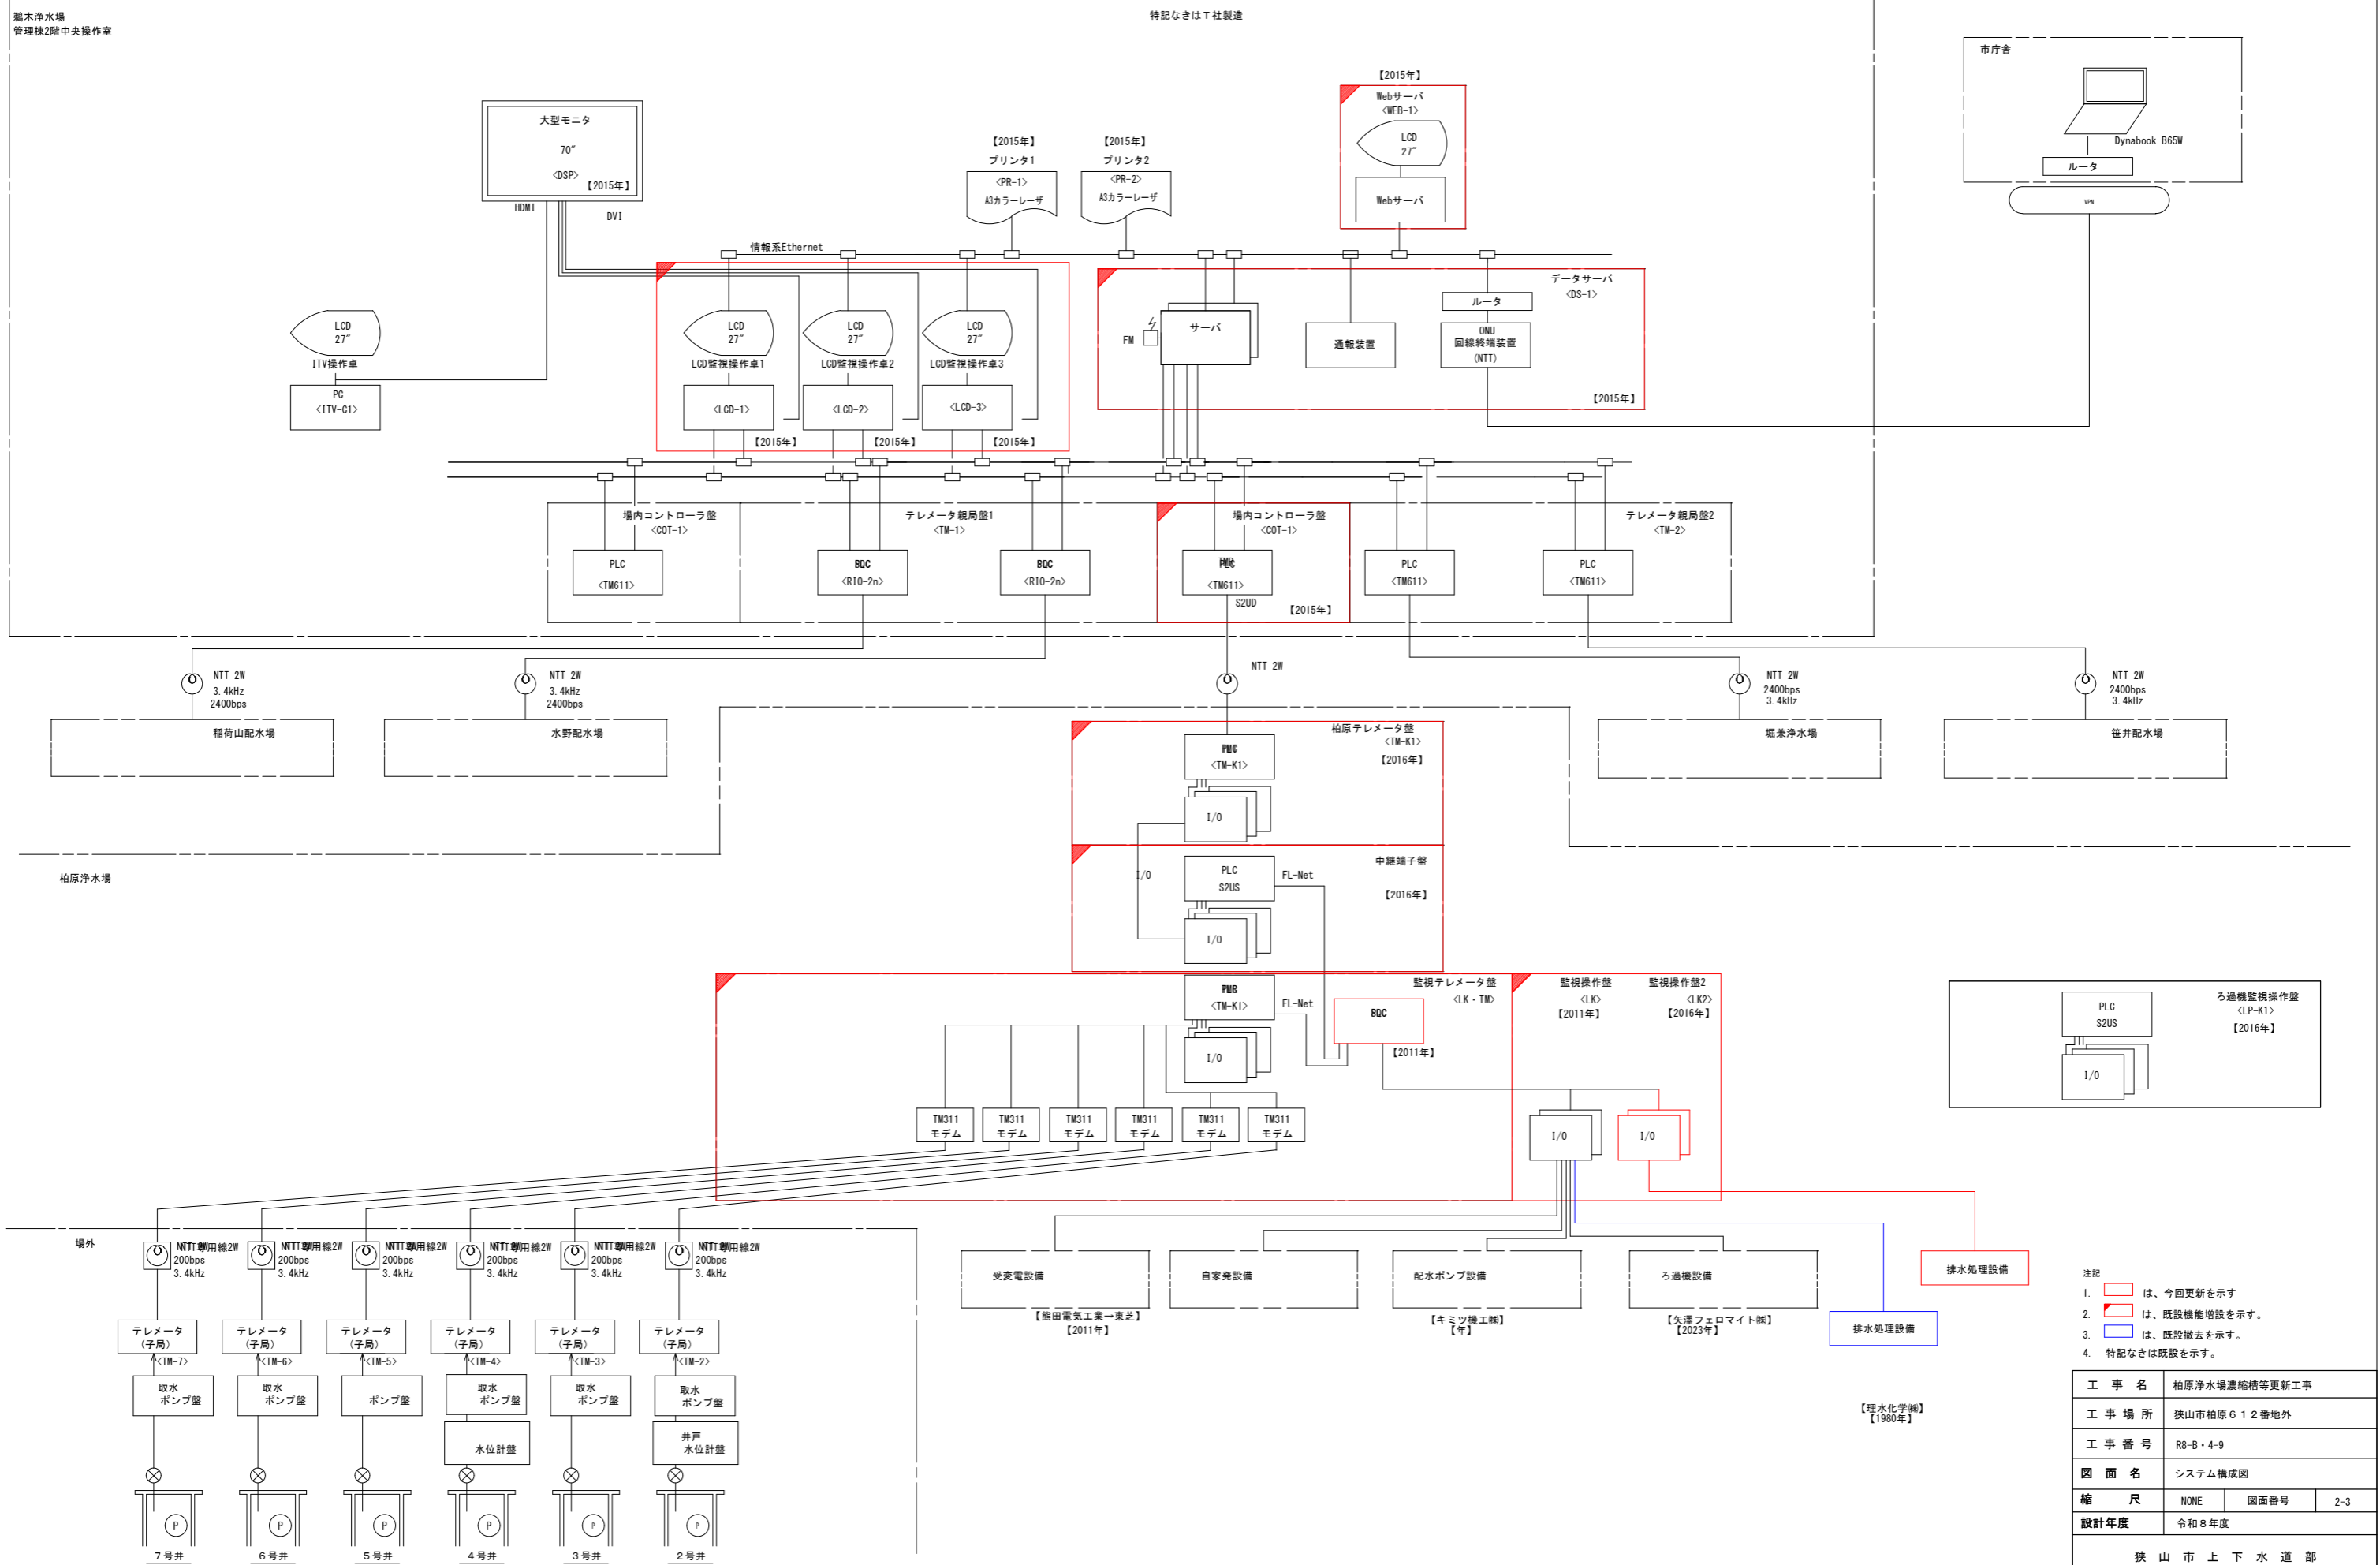 鵜木浄水場
管理棟2階中央操作室
特記なきはT社製造
市庁舎
Dynabook B65W
ルータ
VPN
大型モニタ
70″
<DSP>
【2015年】
HDMI
DVI
【2015年】
プリンタ1
<PR-1>
A3カラーレーザ
【2015年】
プリンタ2
<PR-2>
A3カラーレーザ
【2015年】
Webサーバ
<WEB-1>
LCD
27″
Webサーバ
情報系Ethernet
LCD
27″
ITV操作卓
PC
<ITV-C1>
LCD
27″
LCD監視操作卓1
<LCD-1>
【2015年】
LCD
27″
LCD監視操作卓2
<LCD-2>
【2015年】
LCD
27″
LCD監視操作卓3
<LCD-3>
【2015年】
データサーバ
<DS-1>
FM
サーバ
通報装置
ルータ
ONU
回線終端装置
(NTT)
【2015年】
場内コントローラ盤
<COT-1>
PLC
<TM611>
テレメータ親局盤1
<TM-1>
<RIO-2n>
<RIO-2n>
場内コントローラ盤
<COT-1>
<TM611>
S2UD
【2015年】
テレメータ親局盤2
<TM-2>
PLC
<TM611>
PLC
<TM611>
NTT 2W
3.4kHz
2400bps
稲荷山配水場
NTT 2W
3.4kHz
2400bps
水野配水場
NTT 2W
NTT 2W
2400bps
3.4kHz
堀兼浄水場
NTT 2W
2400bps
3.4kHz
笹井配水場
柏原浄水場
柏原テレメータ盤
<TM-K1>
【2016年】
<TM-K1>
I/O
中継端子盤
【2016年】
I/O
PLC
S2US
FL-Net
I/O
監視テレメータ盤
<LK・TM>
<TM-K1>
FL-Net
I/O
【2011年】
監視操作盤
<LK>
【2011年】
監視操作盤2
<LK2>
【2016年】
I/O
I/O
ろ過機監視操作盤
<LP-K1>
【2016年】
PLC
S2US
I/O
TM311
モデム
TM311
モデム
TM311
モデム
TM311
モデム
TM311
モデム
TM311
モデム
場外
200bps
3.4kHz
200bps
3.4kHz
200bps
3.4kHz
200bps
3.4kHz
200bps
3.4kHz
200bps
3.4kHz
テレメータ
(子局)
<TM-7>
テレメータ
(子局)
<TM-6>
テレメータ
(子局)
<TM-5>
テレメータ
(子局)
<TM-4>
テレメータ
(子局)
<TM-3>
テレメータ
(子局)
<TM-2>
取水
ポンプ盤
取水
ポンプ盤
ポンプ盤
取水
ポンプ盤
取水
ポンプ盤
取水
ポンプ盤
水位計盤
井戸
水位計盤
P
P
P
P
P
P
7号井
6号井
5号井
4号井
3号井
2号井
受変電設備
【熊田電気工業→東芝】
【2011年】
自家発設備
配水ポンプ設備
【キミツ機工㈱】
【年】
ろ過機設備
【矢澤フェロマイト㈱】
【2023年】
排水処理設備
排水処理設備
【理水化学㈱】
【1980年】
注記
1. は、今回更新を示す
2. は、既設機能増設を示す。
3. は、既設撤去を示す。
4. 特記なきは既設を示す。
工事名 柏原浄水場濃縮槽等更新工事
工事場所 狭山市柏原612番地外
工事番号 R8-B・4-9
図面名 システム構成図
縮尺 NONE 図面番号 2-3
設計年度 令和8年度
狭山市上下水道部